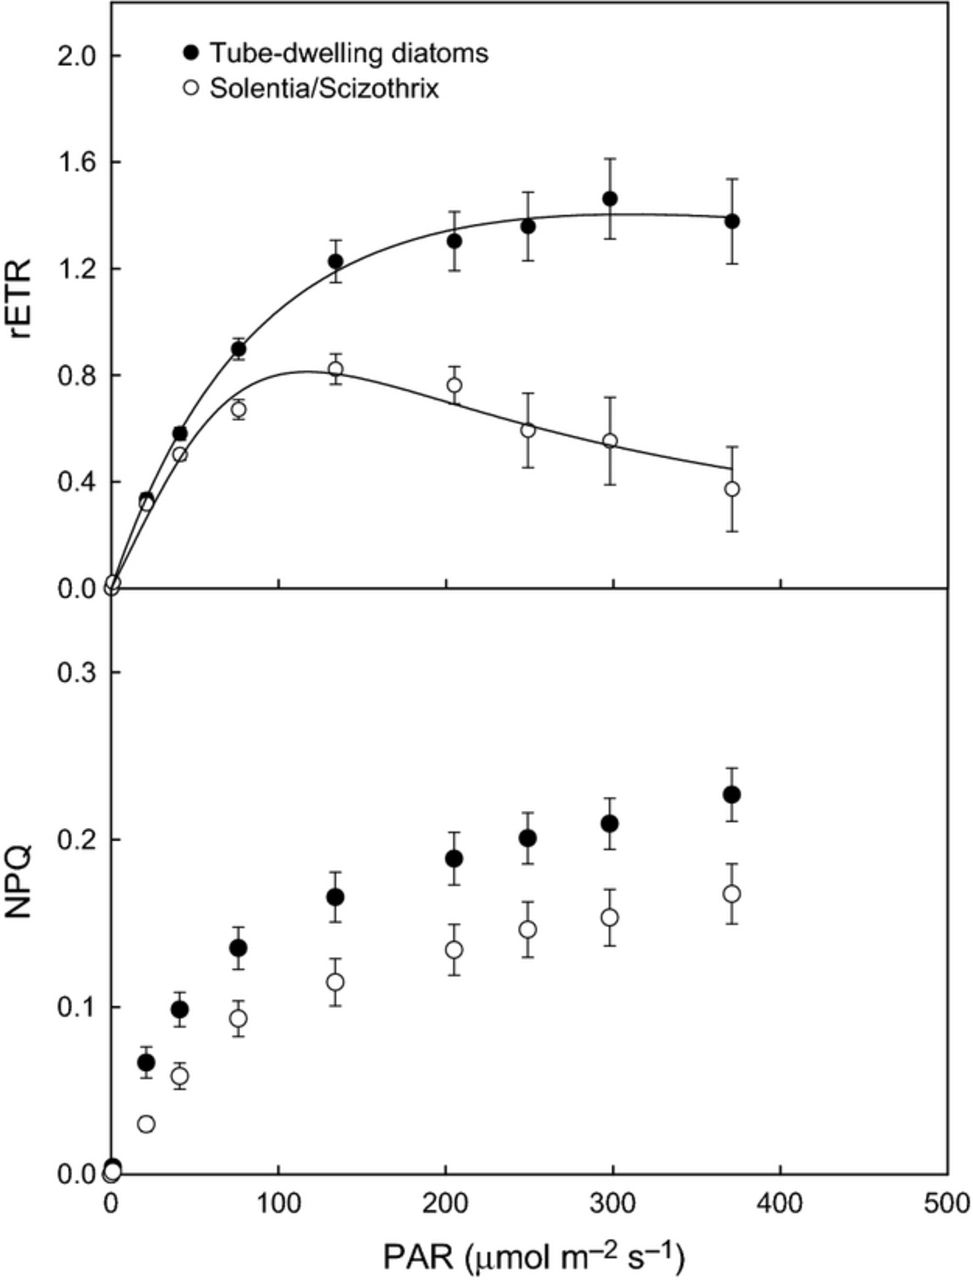 2.0
Tube-dwelling diatoms
Solentia/Scizothrix
1.6
1.2
rETR
0.8
0.4
0.0
0.3
0.2
NPQ
0.1
0.0
0 100 200 300 400 500
PAR (μmol m−2 s−1)